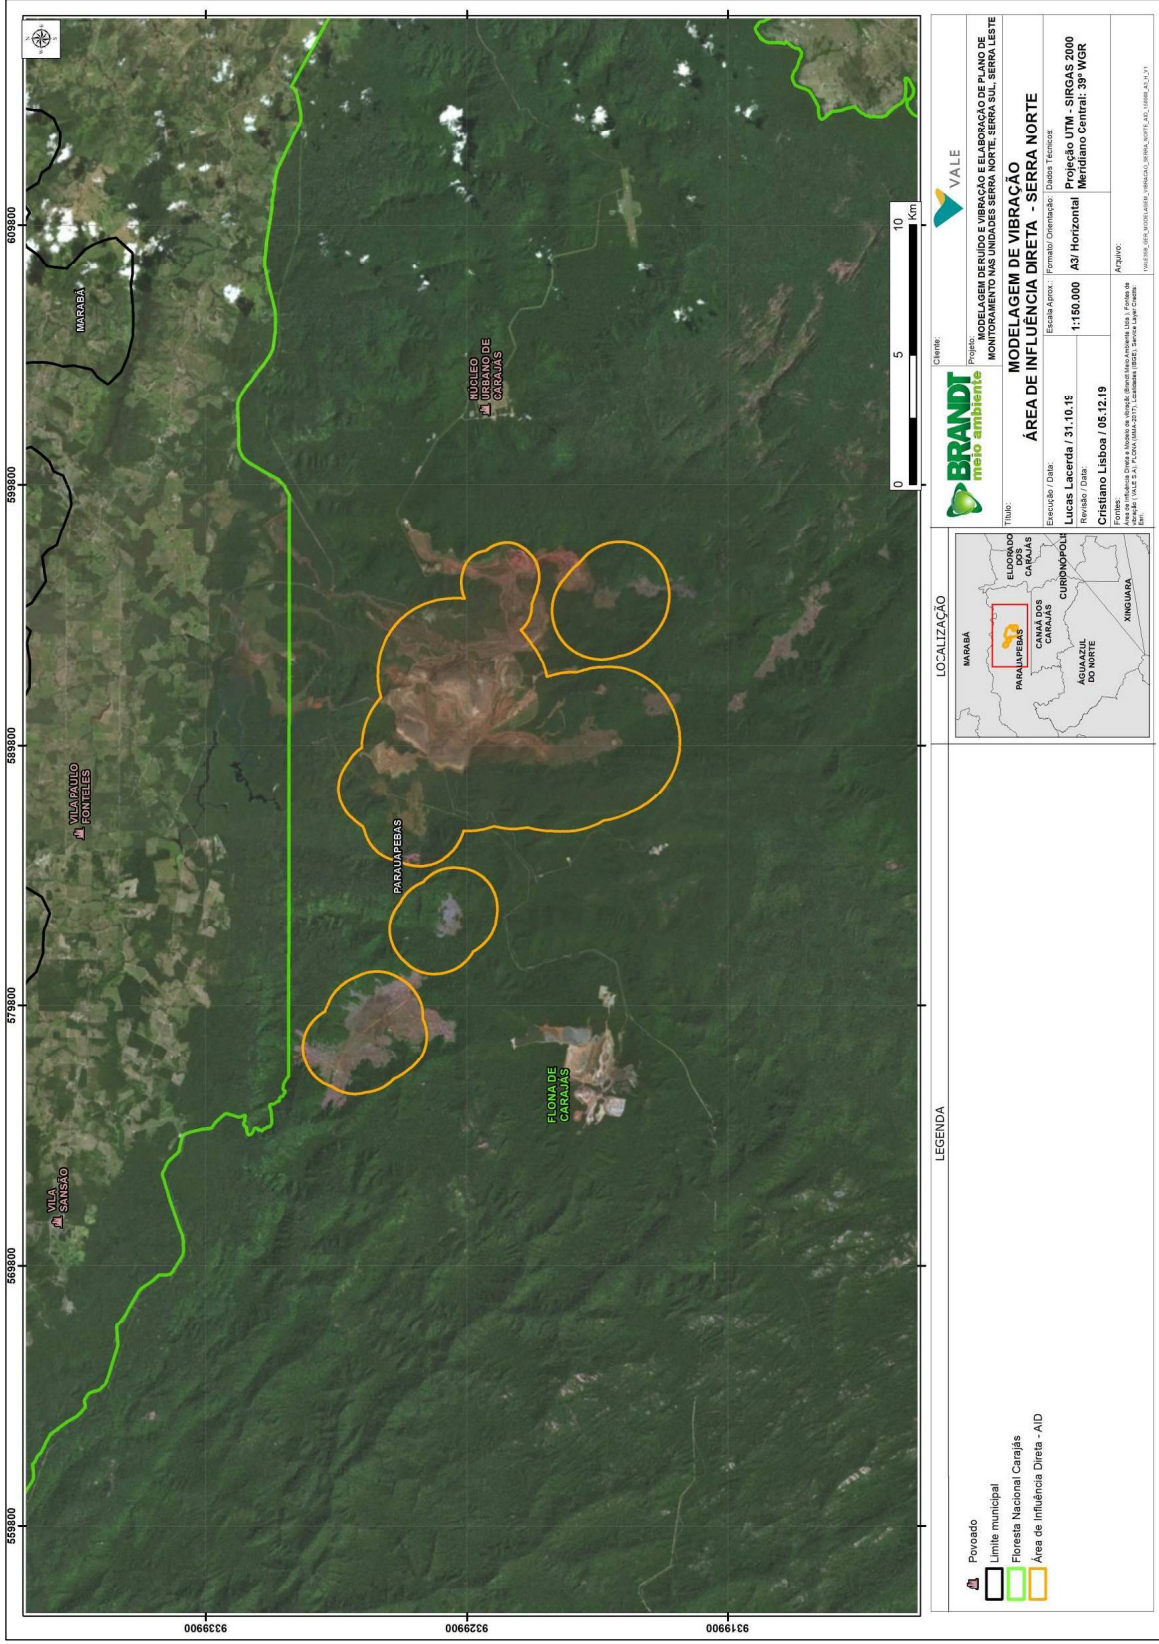 559800
569800
579800
589800
599800
609800
9339900
9329900
9319900
MARABÁ
VILA PAULO
FONTELES
VILA
SANSÃO
NÚCLEO
URBANO DE
CARAJÁS
PARAUAPEBAS
FLONA DE
CARAJÁS
0
5
10
Km
LEGENDA
Povoado
Limite municipal
Floresta Nacional Carajás
Área de Influência Direta - AID
LOCALIZAÇÃO
MARABÁ
ELDORADO
DOS
CARAJÁS
PARAUAPEBAS
CURIONÓPOLIS
CANAÃ DOS
CARAJÁS
ÁGUA AZUL
DO NORTE
XINGUARA
BRANDT
meio ambiente
Cliente:
VALE
Projeto:
MODELAGEM DE RUÍDO E VIBRAÇÃO E ELABORAÇÃO DE PLANO DE
MONITORAMENTO NAS UNIDADES SERRA NORTE, SERRA SUL, SERRA LESTE
Título:
MODELAGEM DE VIBRAÇÃO
ÁREA DE INFLUÊNCIA DIRETA - SERRA NORTE
Execução / Data:
Lucas Lacerda / 31.10.19
Revisão / Data:
Cristiano Lisboa / 05.12.19
Escala Aprox.:
1:150.000
Formato/ Orientação:
A3/ Horizontal
Dados Técnicos:
Projeção UTM - SIRGAS 2000
Meridiano Central: 39º WGR
Fontes:
Arquivo: